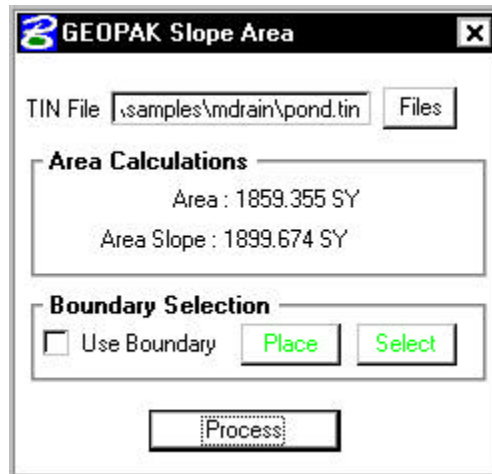 GEOPAK Slope Area
TIN File .\samples\mdrain\pond.tin Files
Area Calculations
Area : 1859.355 SY
Area Slope : 1899.674 SY
Boundary Selection
Use Boundary Place Select
Process